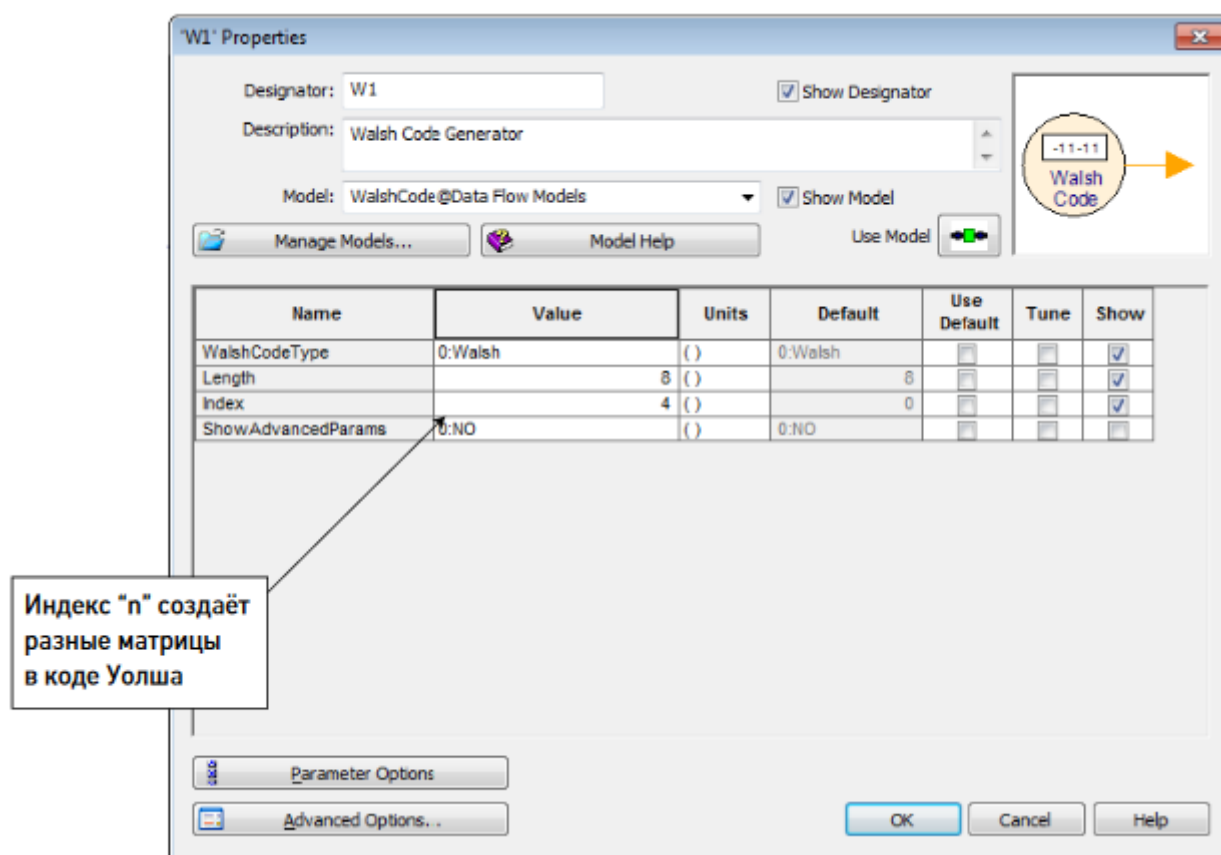 "W1" Properties
Designator: W1
Show Designator
Description: Walsh Code Generator
Model: WalshCode@Data Flow Models
Show Model
Manage Models...
Model Help
Use Model
-11-11
Walsh
Code
Name Value Units Default Use Default Tune Show
WalshCodeType 0:Walsh ( ) 0:Walsh
Length 8 ( ) 8
Index 4 ( ) 0
ShowAdvancedParams 0:NO ( ) 0:NO
Индекс "n" создаёт
разные матрицы
в коде Уолша
Parameter Options
Advanced Options. .
OK Cancel Help